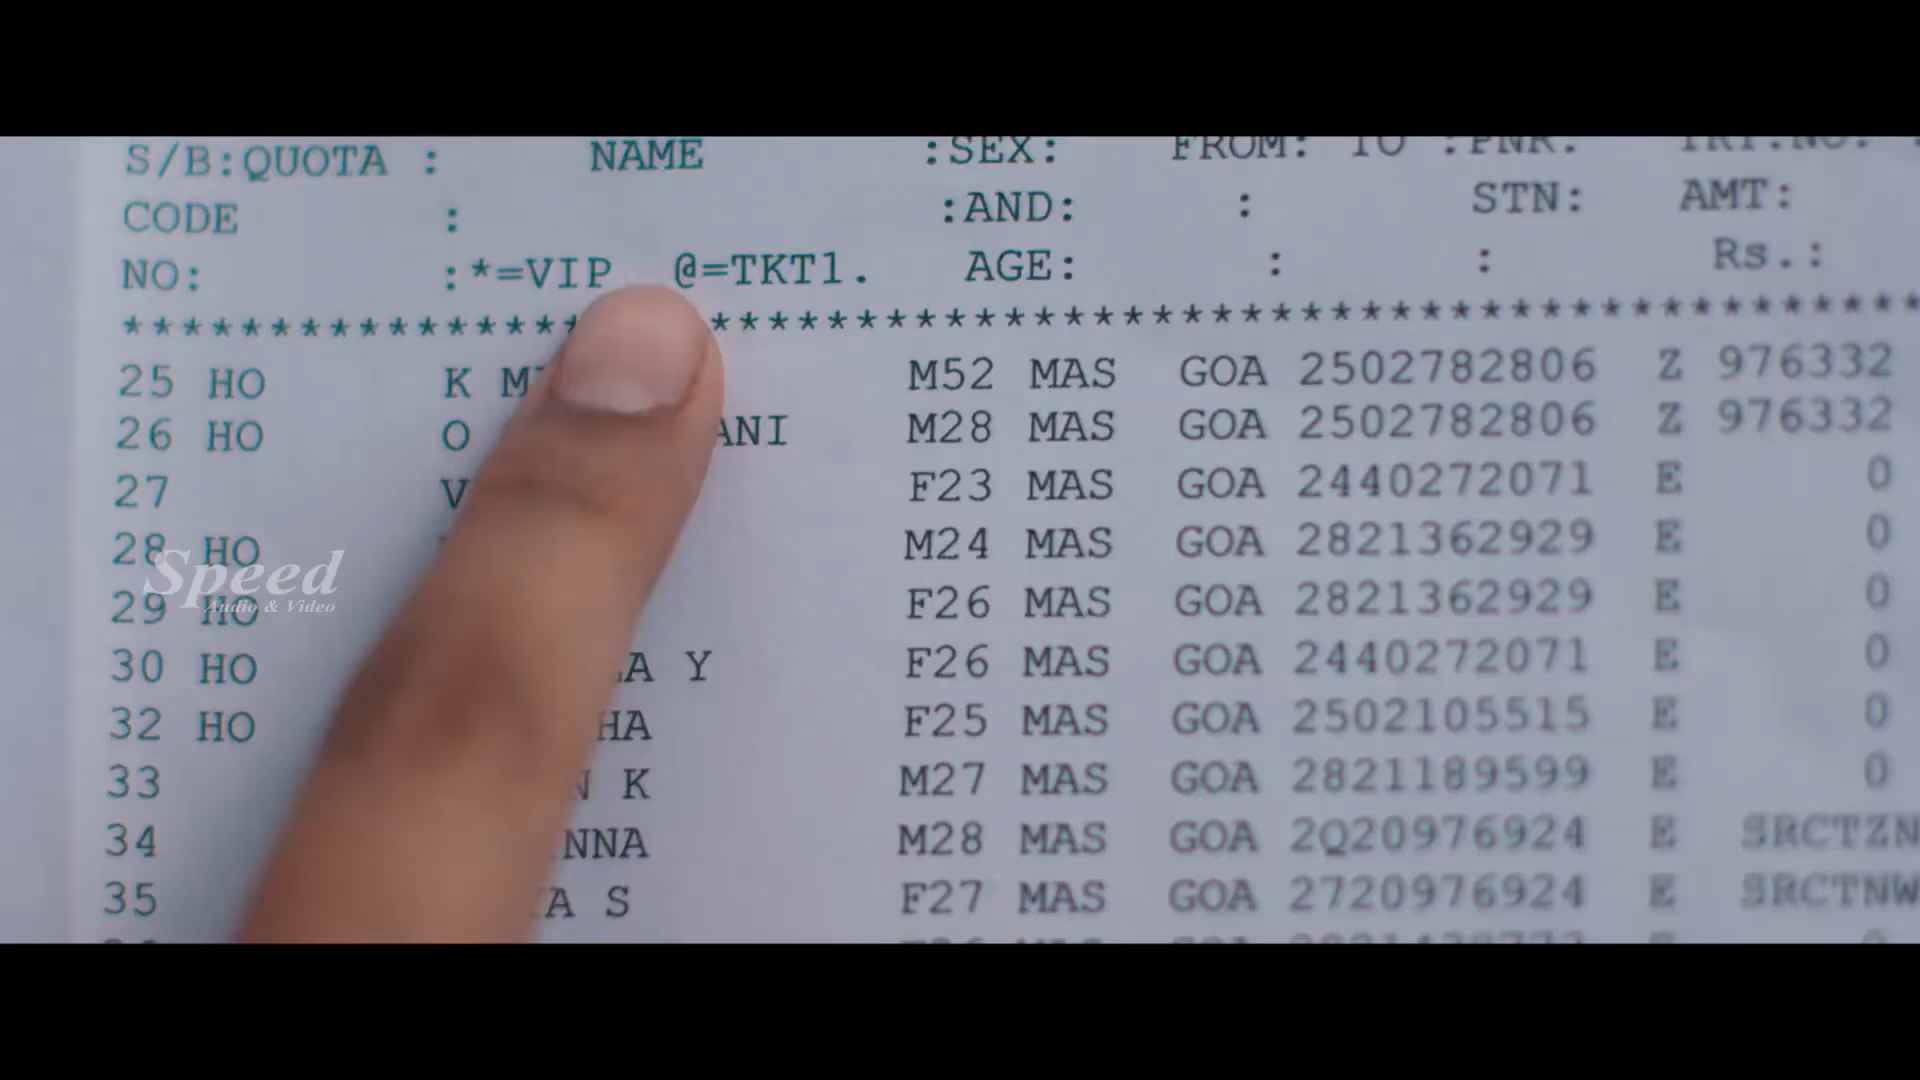 S/B:QUOTA : NAME :SEX: FROM: TO :PNR. TKT.NO.
CODE : :AND: : STN: AMT:
NO: :*=VIP @=TKT1. AGE: : : Rs.:
25 HO K M52 MAS GOA 2502782806 Z 976332
26 HO O ANI M28 MAS GOA 2502782806 Z 976332
27 V F23 MAS GOA 2440272071 E 0
28 HO M24 MAS GOA 2821362929 E 0
29 HO F26 MAS GOA 2821362929 E 0
30 HO A Y F26 MAS GOA 2440272071 E 0
32 HO HA F25 MAS GOA 2502105515 E 0
33 N K M27 MAS GOA 2821189599 E 0
34 NNA M28 MAS GOA 2Q20976924 E SRCTZN
35 A S F27 MAS GOA 2720976924 E SRCTNW
Speed
Audio & Video